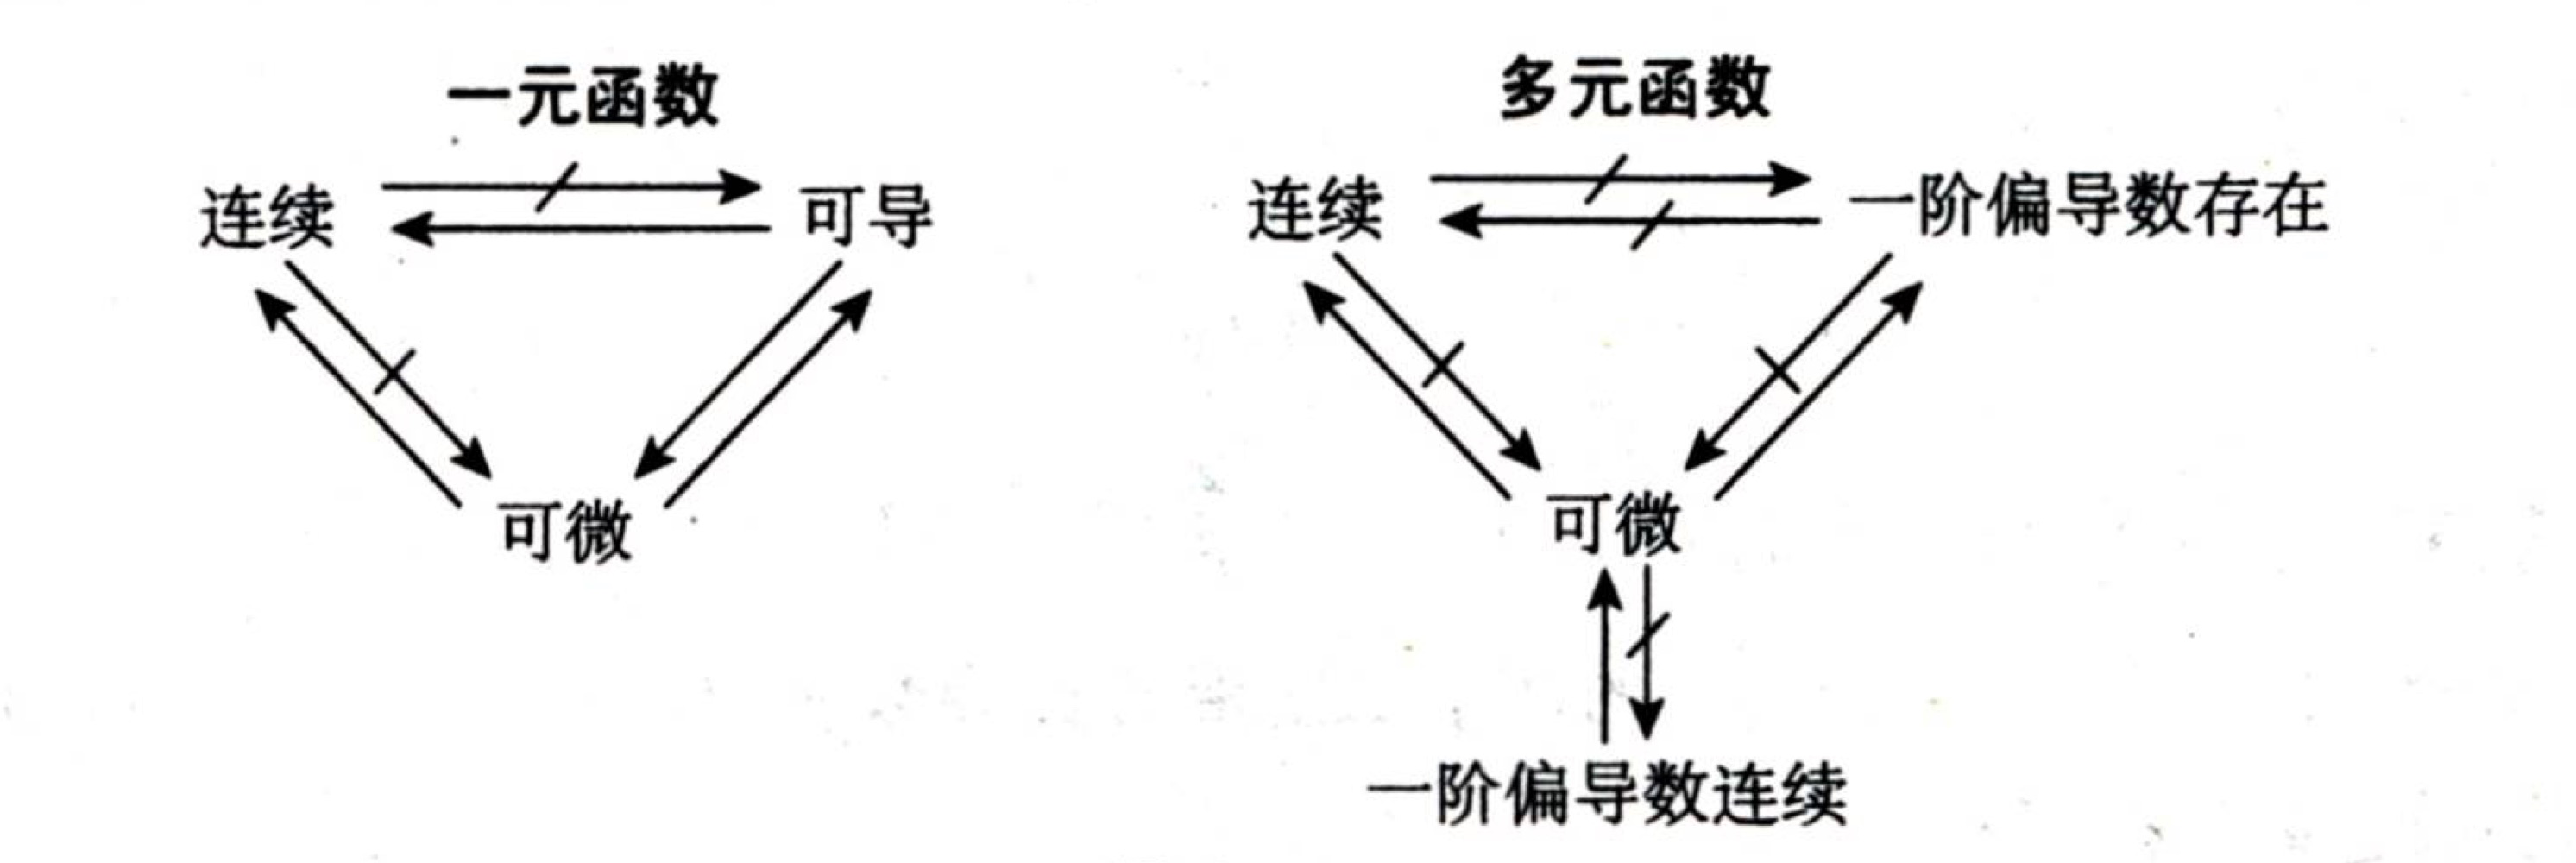 一元函数
连续
可导
可微
多元函数
连续
一阶偏导数存在
可微
一阶偏导数连续